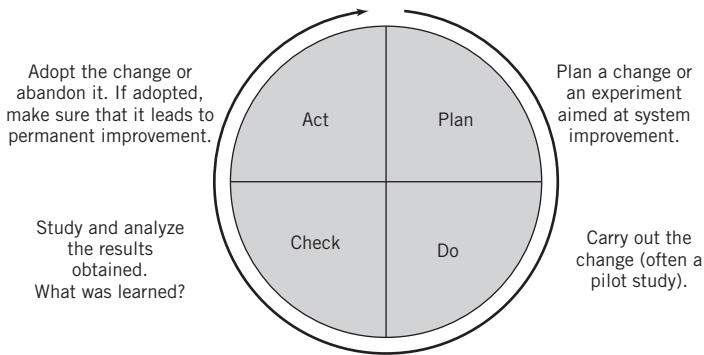 Adopt the change or
abandon it. If adopted,
make sure that it leads to
permanent improvement.
Act
Plan
Plan a change or
an experiment
aimed at system
improvement.
Study and analyze
the results
obtained.
What was learned?
Check
Do
Carry out the
change (often a
pilot study).